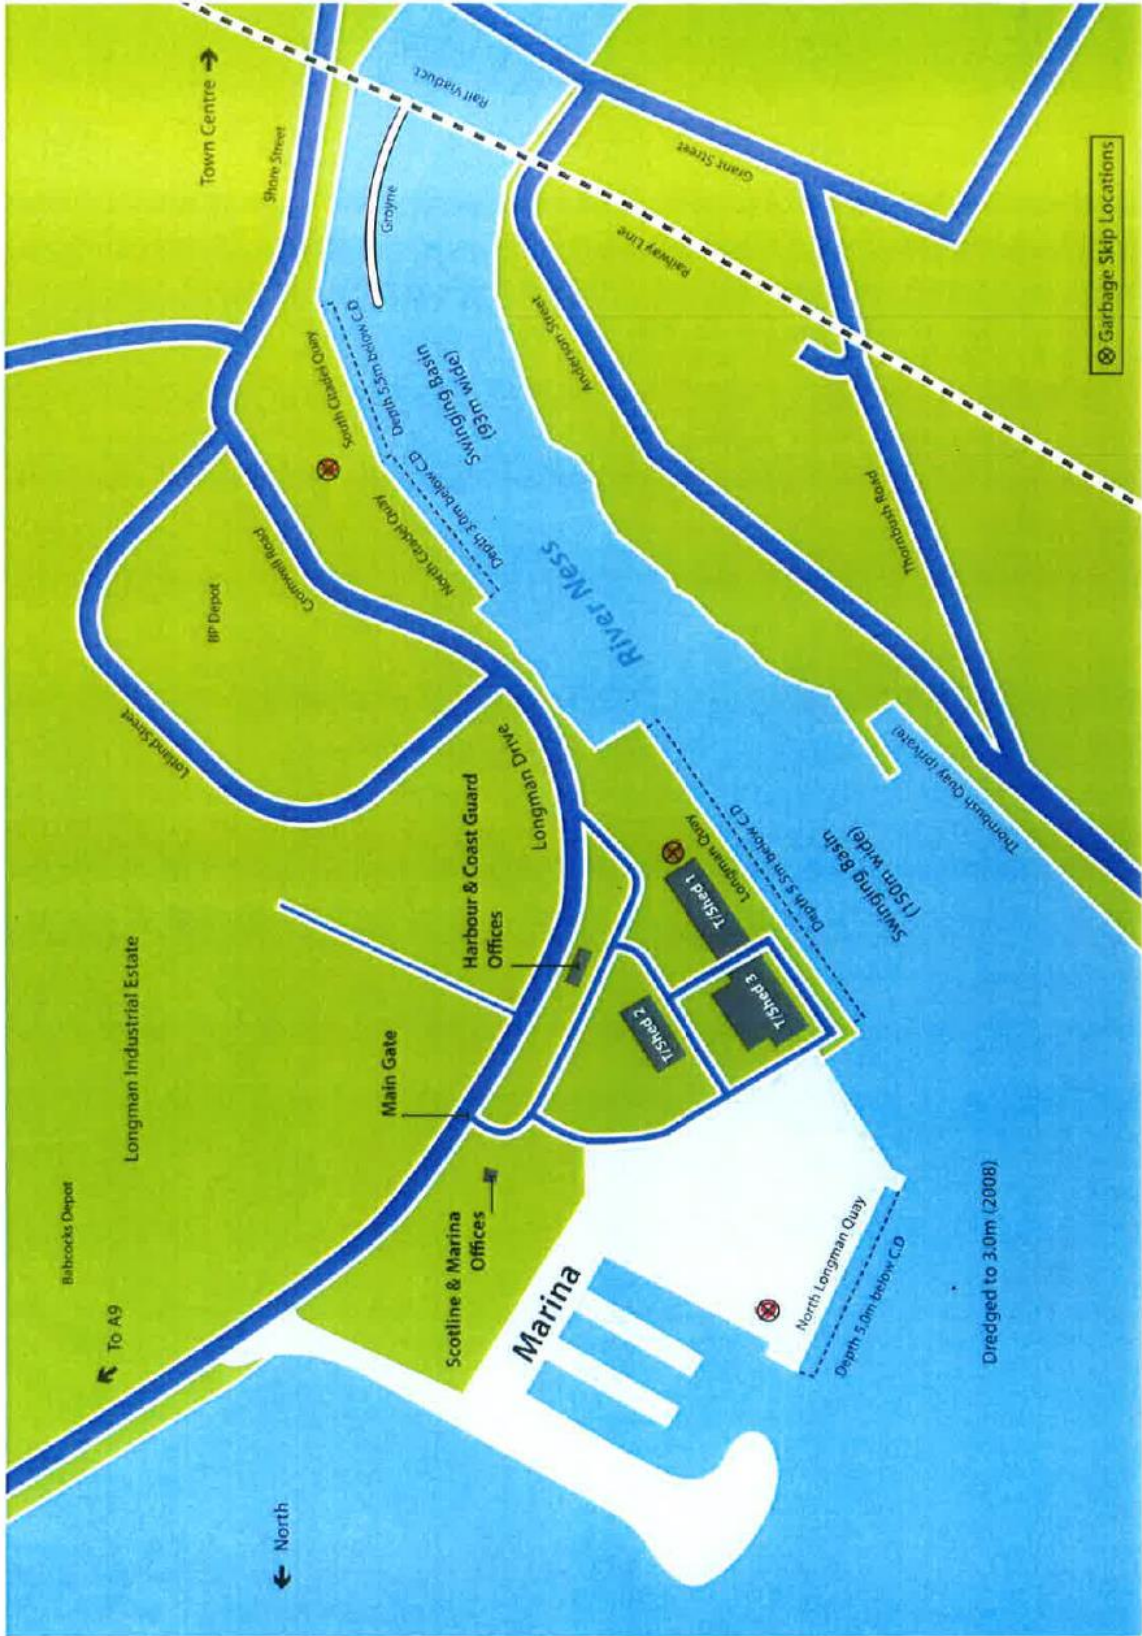 Town Centre →
Shore Street
Rail Viaduct
Groyne
Grant Street
Railway Line
Anderson Street
Thornbush Road
⊗ Garbage Skip Locations
South Citadel Quay
Depth 5.5m below C.D
Swinging Basin
(93m wide)
North Citadel Quay
Depth 3.0m below C.D
River Ness
Cromwell Road
BP Depot
Lotland Street
Longman Drive
Harbour & Coast Guard
Offices
Longman Industrial Estate
Main Gate
Babcocks Depot
↖ To A9
Scotline & Marina
Offices
Longman Quay
Depth 5.5m below C.D
T/Shed 1
T/Shed 2
T/Shed 3
Swinging Basin
(150m wide)
Thornbush Quay (private)
Marina
North Longman Quay
Depth 5.0m below C.D
Dredged to 3.0m (2008)
← North